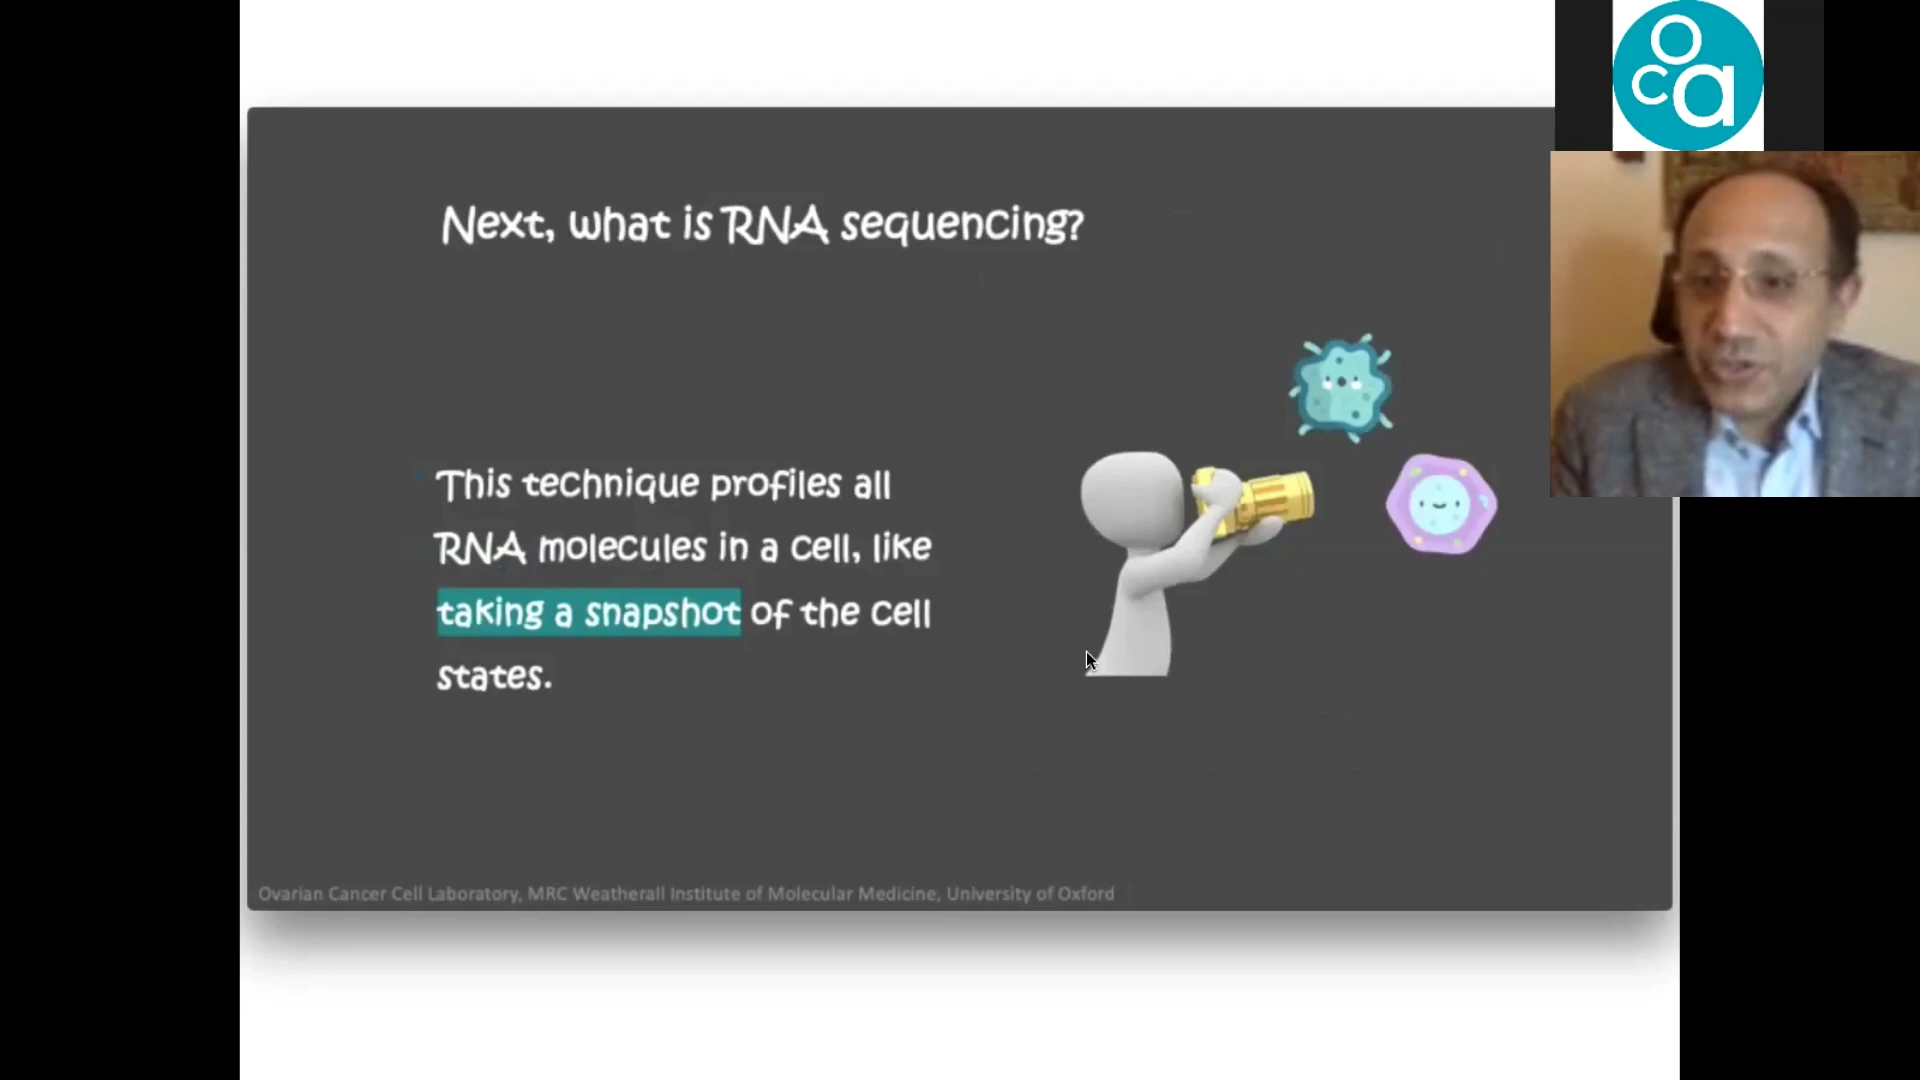 oca
Next, what is RNA sequencing?
This technique profiles all
RNA molecules in a cell, like
taking a snapshot of the cell
states.
Ovarian Cancer Cell Laboratory, MRC Weatherall Institute of Molecular Medicine, University of Oxford